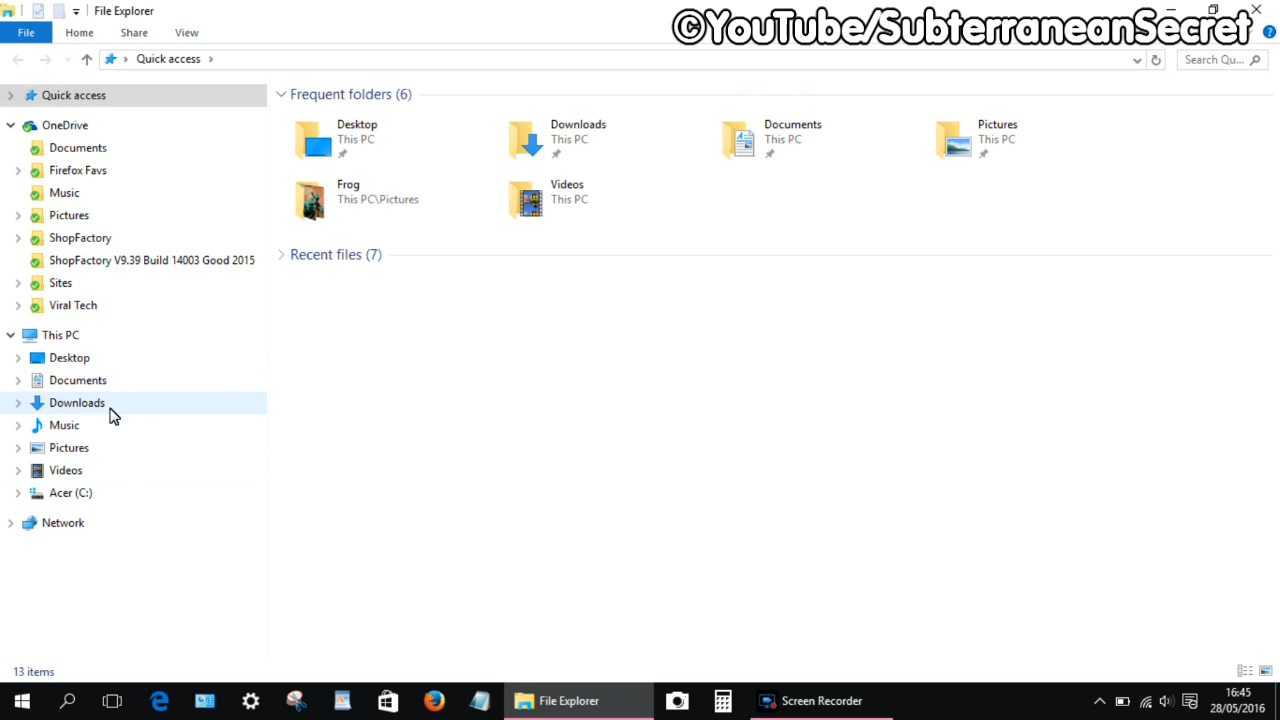 File Explorer
©YouTube/SubterraneanSecret
File Home Share View
Quick access
Search Qu...
Quick access
OneDrive
Documents
Firefox Favs
Music
Pictures
ShopFactory
ShopFactory V9.39 Build 14003 Good 2015
Sites
Viral Tech
This PC
Desktop
Documents
Downloads
Music
Pictures
Videos
Acer (C:)
Network
Frequent folders (6)
Desktop
This PC
Downloads
This PC
Documents
This PC
Pictures
This PC
Frog
This PC\Pictures
Videos
This PC
Recent files (7)
13 items
File Explorer
Screen Recorder
16:45
28/05/2016